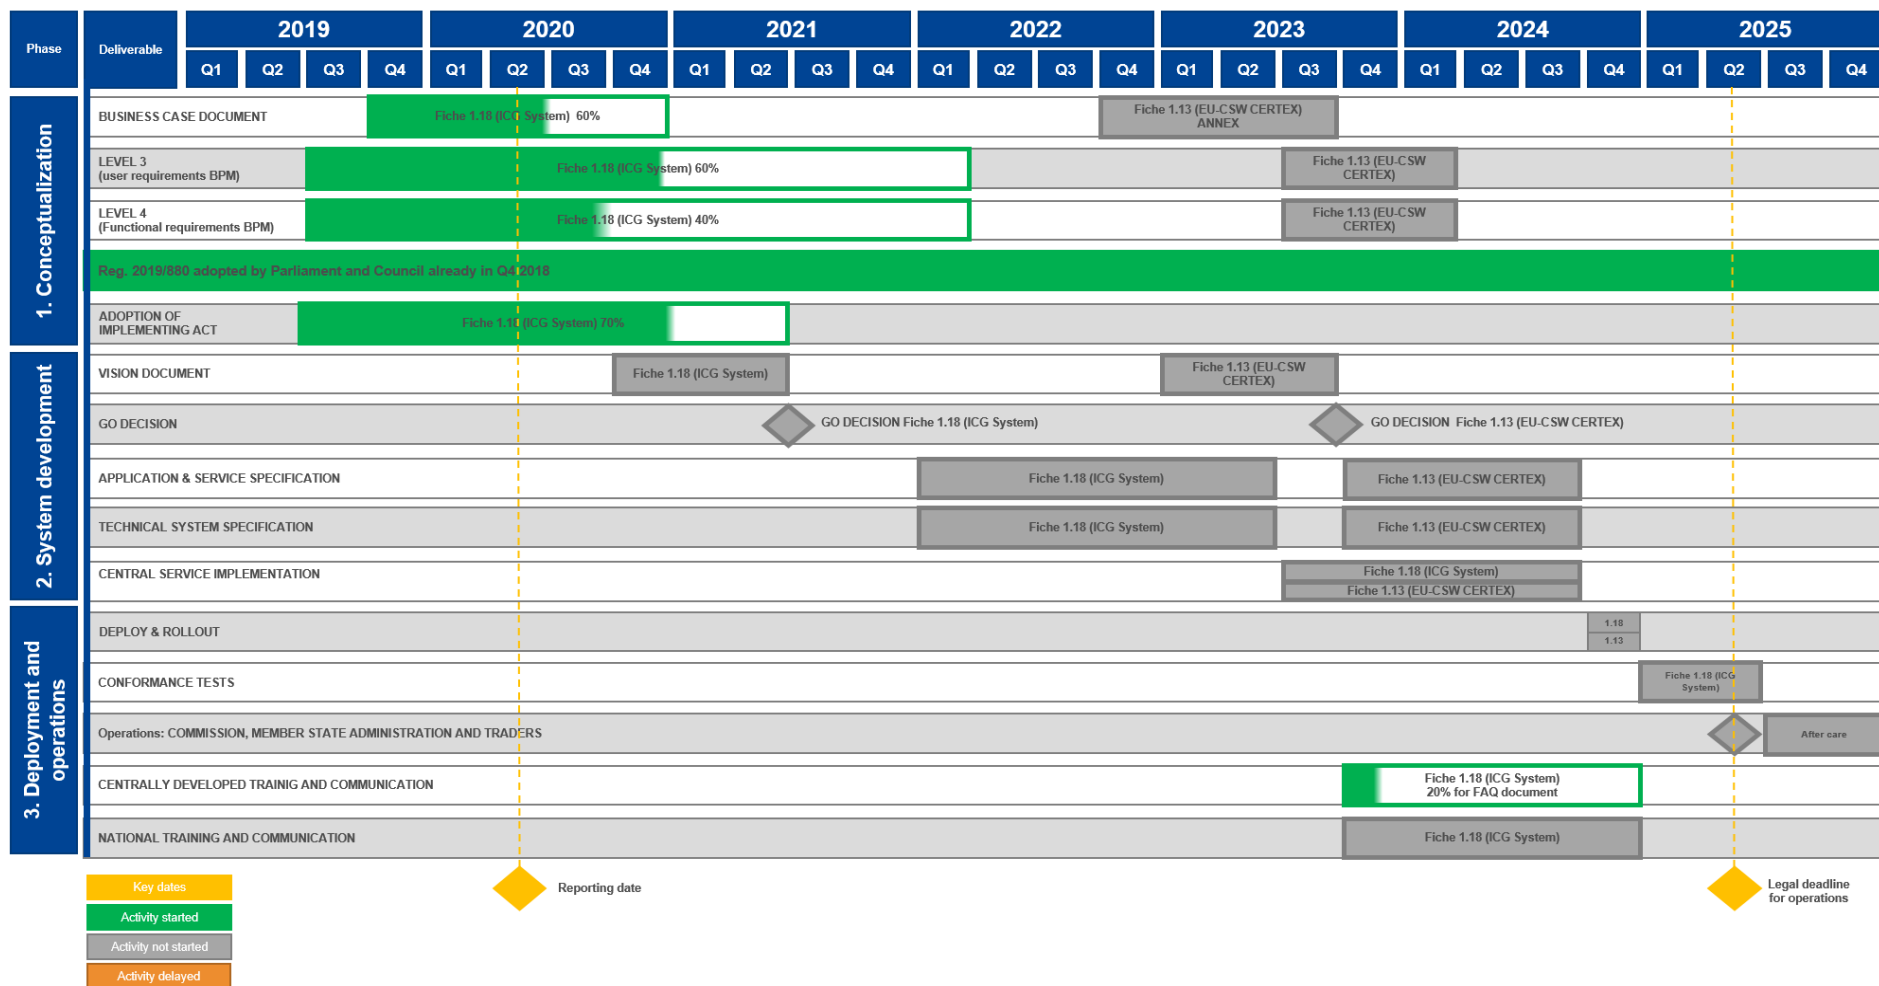 Phase
Deliverable
2019
2020
2021
2022
2023
2024
2025
Q1 Q2 Q3 Q4 Q1 Q2 Q3 Q4 Q1 Q2 Q3 Q4 Q1 Q2 Q3 Q4 Q1 Q2 Q3 Q4 Q1 Q2 Q3 Q4 Q1 Q2 Q3 Q4
1. Conceptualization
BUSINESS CASE DOCUMENT
Fiche 1.18 (ICG System) 60%
Fiche 1.13 (EU-CSW CERTEX)
ANNEX
LEVEL 3
(user requirements BPM)
Fiche 1.18 (ICG System) 60%
Fiche 1.13 (EU-CSW
CERTEX)
LEVEL 4
(Functional requirements BPM)
Fiche 1.18 (ICG System) 40%
Fiche 1.13 (EU-CSW
CERTEX)
Reg. 2019/880 adopted by Parliament and Council already in Q4 2018
ADOPTION OF
IMPLEMENTING ACT
Fiche 1.18 (ICG System) 70%
2. System development
VISION DOCUMENT
Fiche 1.18 (ICG System)
Fiche 1.13 (EU-CSW
CERTEX)
GO DECISION
GO DECISION Fiche 1.18 (ICG System)
GO DECISION Fiche 1.13 (EU-CSW CERTEX)
APPLICATION & SERVICE SPECIFICATION
Fiche 1.18 (ICG System)
Fiche 1.13 (EU-CSW CERTEX)
TECHNICAL SYSTEM SPECIFICATION
Fiche 1.18 (ICG System)
Fiche 1.13 (EU-CSW CERTEX)
CENTRAL SERVICE IMPLEMENTATION
Fiche 1.18 (ICG System)
Fiche 1.13 (EU-CSW CERTEX)
3. Deployment and
operations
DEPLOY & ROLLOUT
1.18
1.13
CONFORMANCE TESTS
Fiche 1.18 (ICG
System)
Operations: COMMISSION, MEMBER STATE ADMINISTRATION AND TRADERS
After care
CENTRALLY DEVELOPED TRAINIG AND COMMUNICATION
Fiche 1.18 (ICG System)
20% for FAQ document
NATIONAL TRAINING AND COMMUNICATION
Fiche 1.18 (ICG System)
Key dates
Reporting date
Legal deadline
for operations
Activity started
Activity not started
Activity delayed